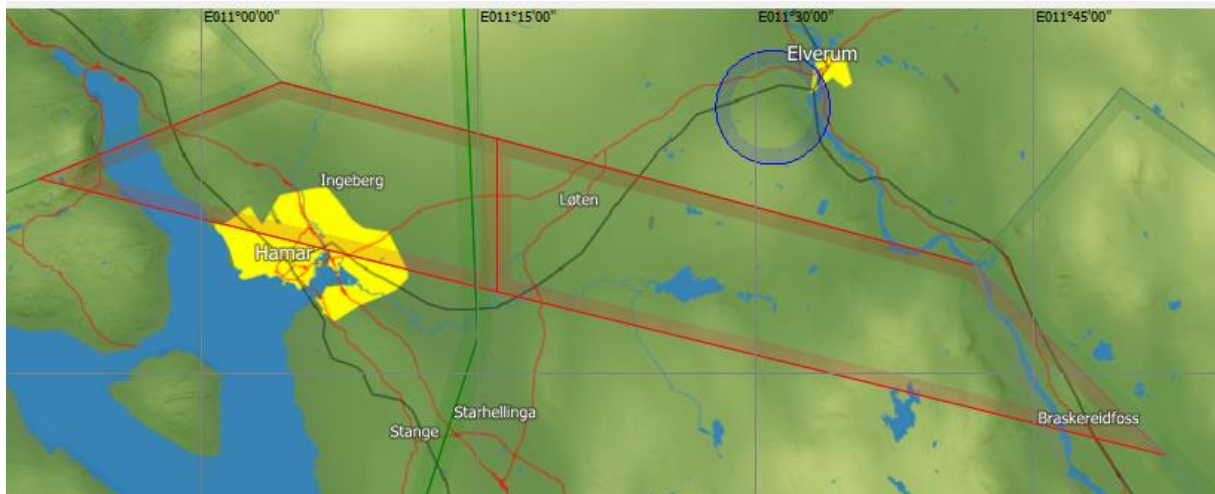 E011°00'00"
E011°15'00"
E011°30'00"
E011°45'00"
Elverum
Ingeberg
Løten
Hamar
Starhellinga
Stange
Braskereidfoss